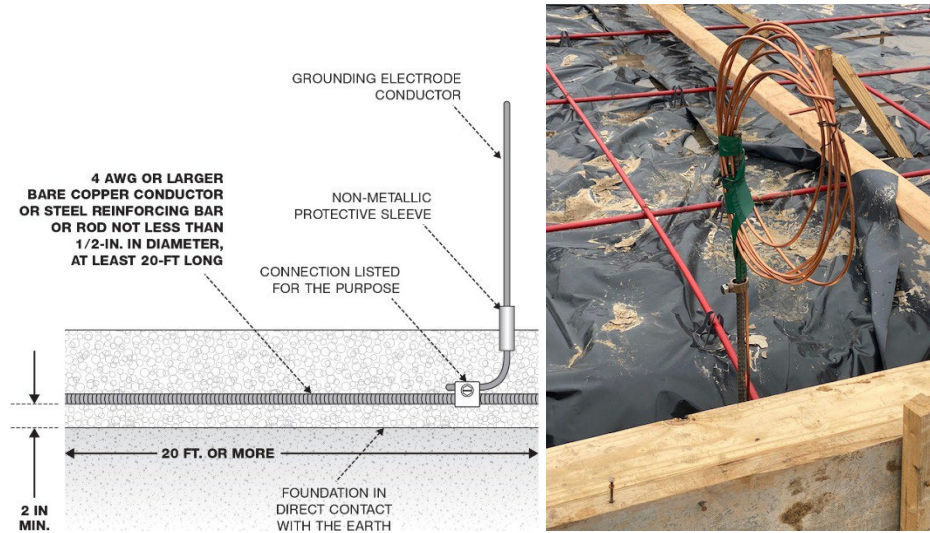 GROUNDING ELECTRODE
CONDUCTOR
4 AWG OR LARGER
BARE COPPER CONDUCTOR
OR STEEL REINFORCING BAR
OR ROD NOT LESS THAN
1/2-IN. IN DIAMETER,
AT LEAST 20-FT LONG
NON-METALLIC
PROTECTIVE SLEEVE
CONNECTION LISTED
FOR THE PURPOSE
20 FT. OR MORE
2 IN
MIN.
FOUNDATION IN
DIRECT CONTACT
WITH THE EARTH